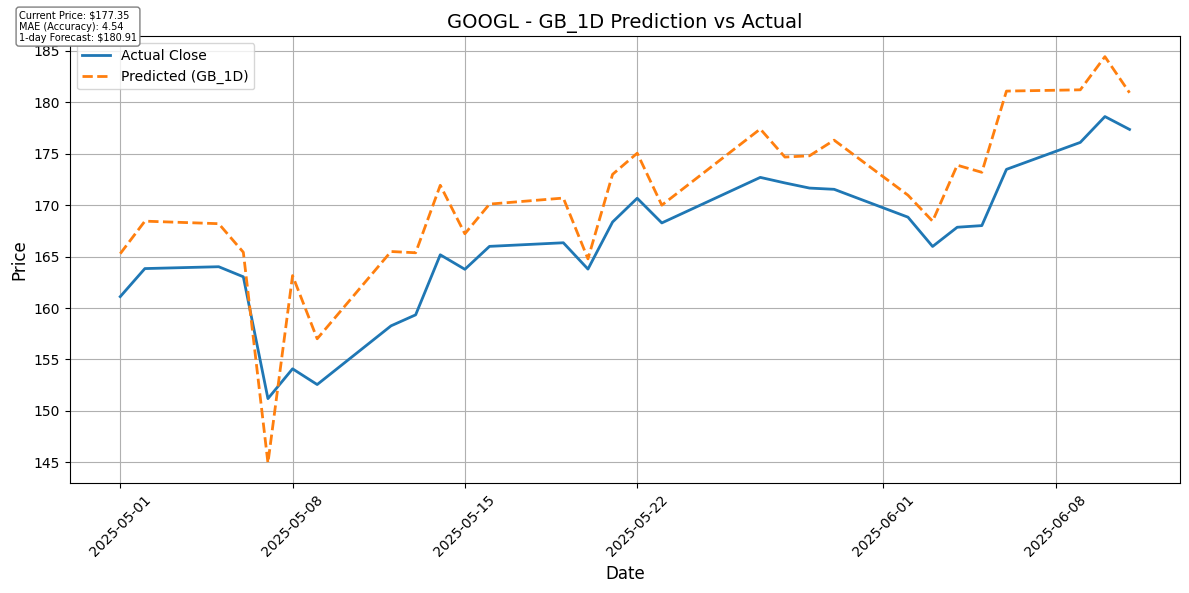 GOOGL - GB_1D Prediction vs Actual
Current Price: $177.35
MAE (Accuracy): 4.54
1-day Forecast: $180.91
Actual Close
Predicted (GB_1D)
Price
185
180
175
170
165
160
155
150
145
2025-05-01
2025-05-08
2025-05-15
2025-05-22
2025-06-01
2025-06-08
Date